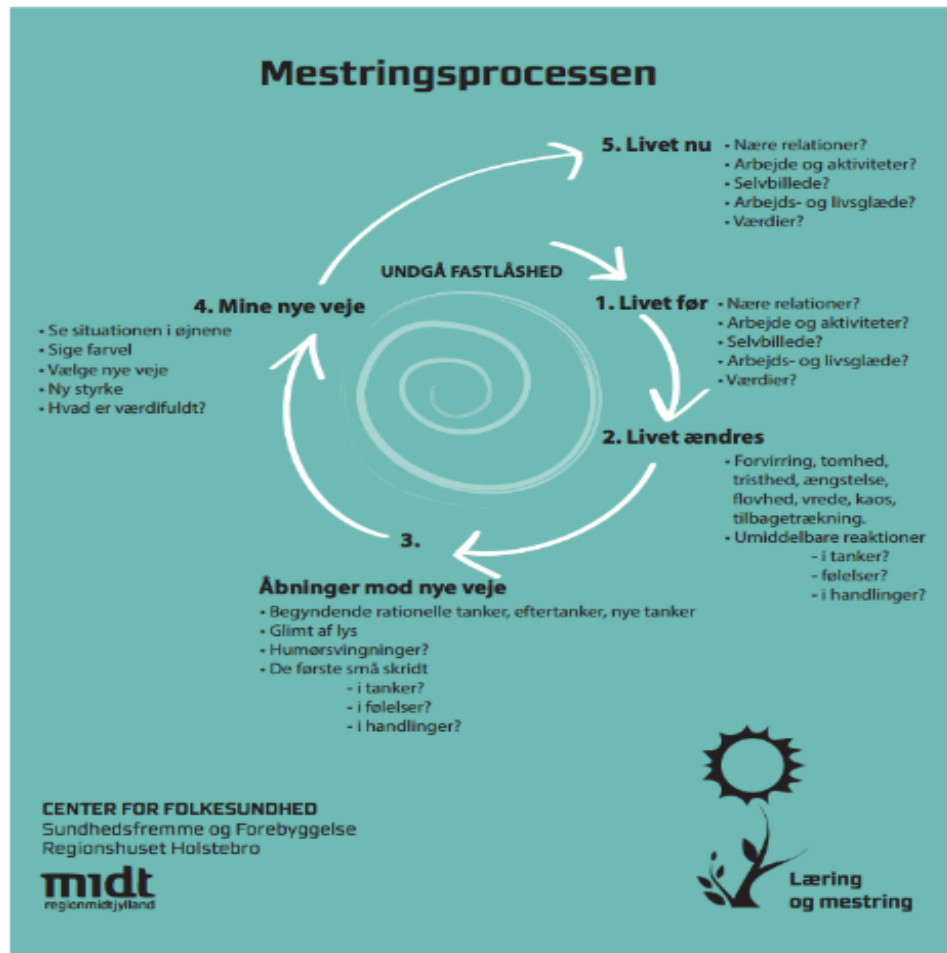 Mestringsprocessen
5. Livet nu
• Nære relationer?
• Arbejde og aktiviteter?
• Selvbillede?
• Arbejds- og livsglæde?
• Værdier?
UNDGÅ FASTLÅSHED
1. Livet før
• Nære relationer?
• Arbejde og aktiviteter?
• Selvbillede?
• Arbejds- og livsglæde?
• Værdier?
2. Livet ændres
• Forvirring, tomhed,
tristhed, ængstelse,
flovhed, vrede, kaos,
tilbagetrækning.
• Umiddelbare reaktioner
- i tanker?
- følelser?
- i handlinger?
3.
Åbninger mod nye veje
• Begyndende rationelle tanker, eftertanker, nye tanker
• Glimt af lys
• Humørsvingninger?
• De første små skridt
- i tanker?
- i følelser?
- i handlinger?
4. Mine nye veje
• Se situationen i øjnene
• Sige farvel
• Vælge nye veje
• Ny styrke
• Hvad er værdifuldt?
CENTER FOR FOLKESUNDHED
Sundhedsfremme og Forebyggelse
Regionshuset Holstebro
midt
regionmidtjylland
Læring
og mestring